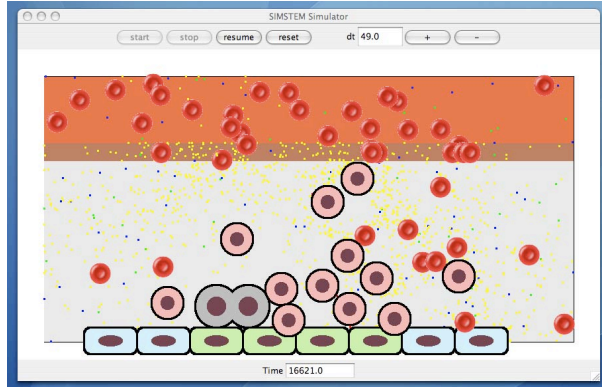 SIMSTEM Simulator
start stop resume reset dt 49.0 + -
Time 16621.0